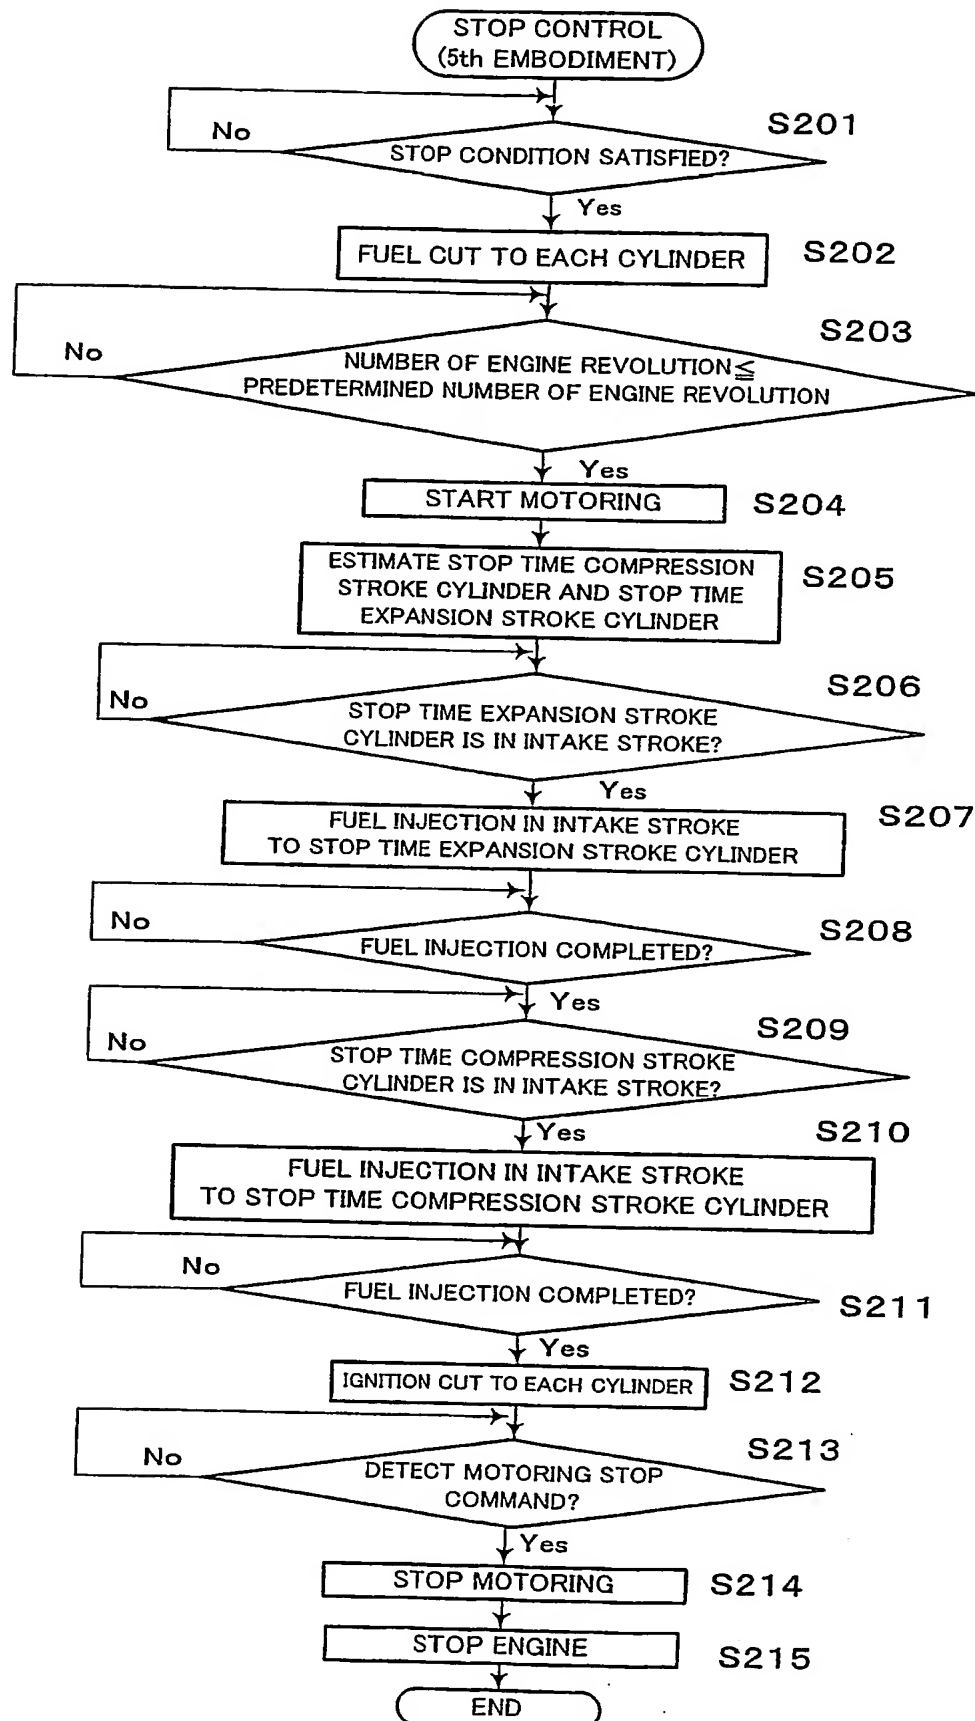 STOP CONTROL
(5th EMBODIMENT)
S201
No
STOP CONDITION SATISFIED?
Yes
FUEL CUT TO EACH CYLINDER
S202
S203
No
NUMBER OF ENGINE REVOLUTION≦
PREDETERMINED NUMBER OF ENGINE REVOLUTION
Yes
START MOTORING
S204
ESTIMATE STOP TIME COMPRESSION
STROKE CYLINDER AND STOP TIME
EXPANSION STROKE CYLINDER
S205
S206
No
STOP TIME EXPANSION STROKE
CYLINDER IS IN INTAKE STROKE?
Yes
S207
FUEL INJECTION IN INTAKE STROKE
TO STOP TIME EXPANSION STROKE CYLINDER
No
S208
FUEL INJECTION COMPLETED?
Yes
S209
No
STOP TIME COMPRESSION STROKE
CYLINDER IS IN INTAKE STROKE?
Yes
S210
FUEL INJECTION IN INTAKE STROKE
TO STOP TIME COMPRESSION STROKE CYLINDER
No
FUEL INJECTION COMPLETED?
S211
Yes
IGNITION CUT TO EACH CYLINDER
S212
S213
No
DETECT MOTORING STOP
COMMAND?
Yes
STOP MOTORING
S214
STOP ENGINE
S215
END